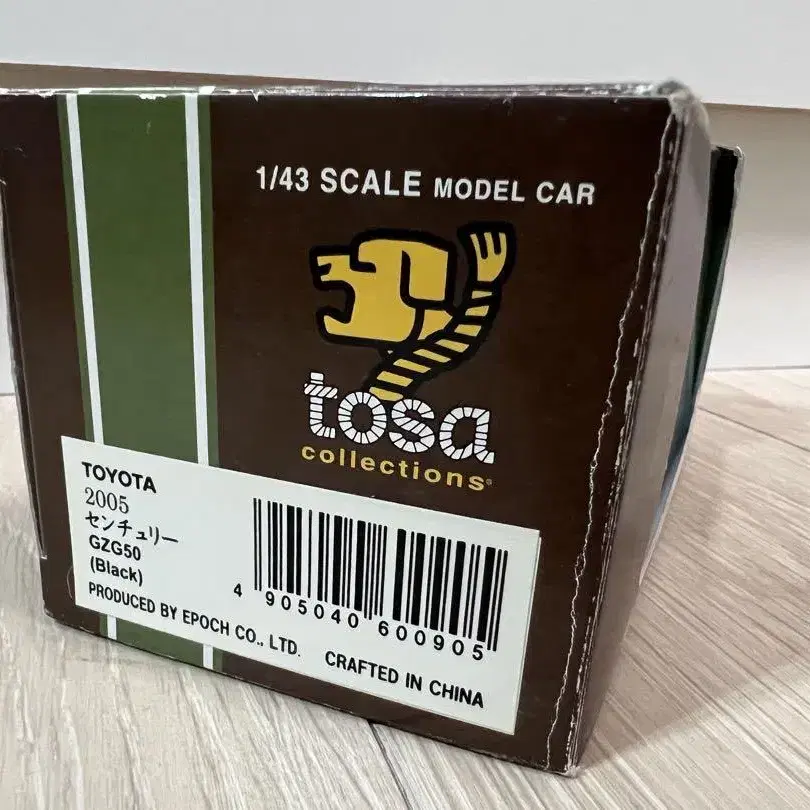 1/43 SCALE MODEL CAR
tosa
collections®
TOYOTA
2005
センチュリー
GZG50
(Black)
PRODUCED BY EPOCH CO., LTD.
4 905040 600905
CRAFTED IN CHINA